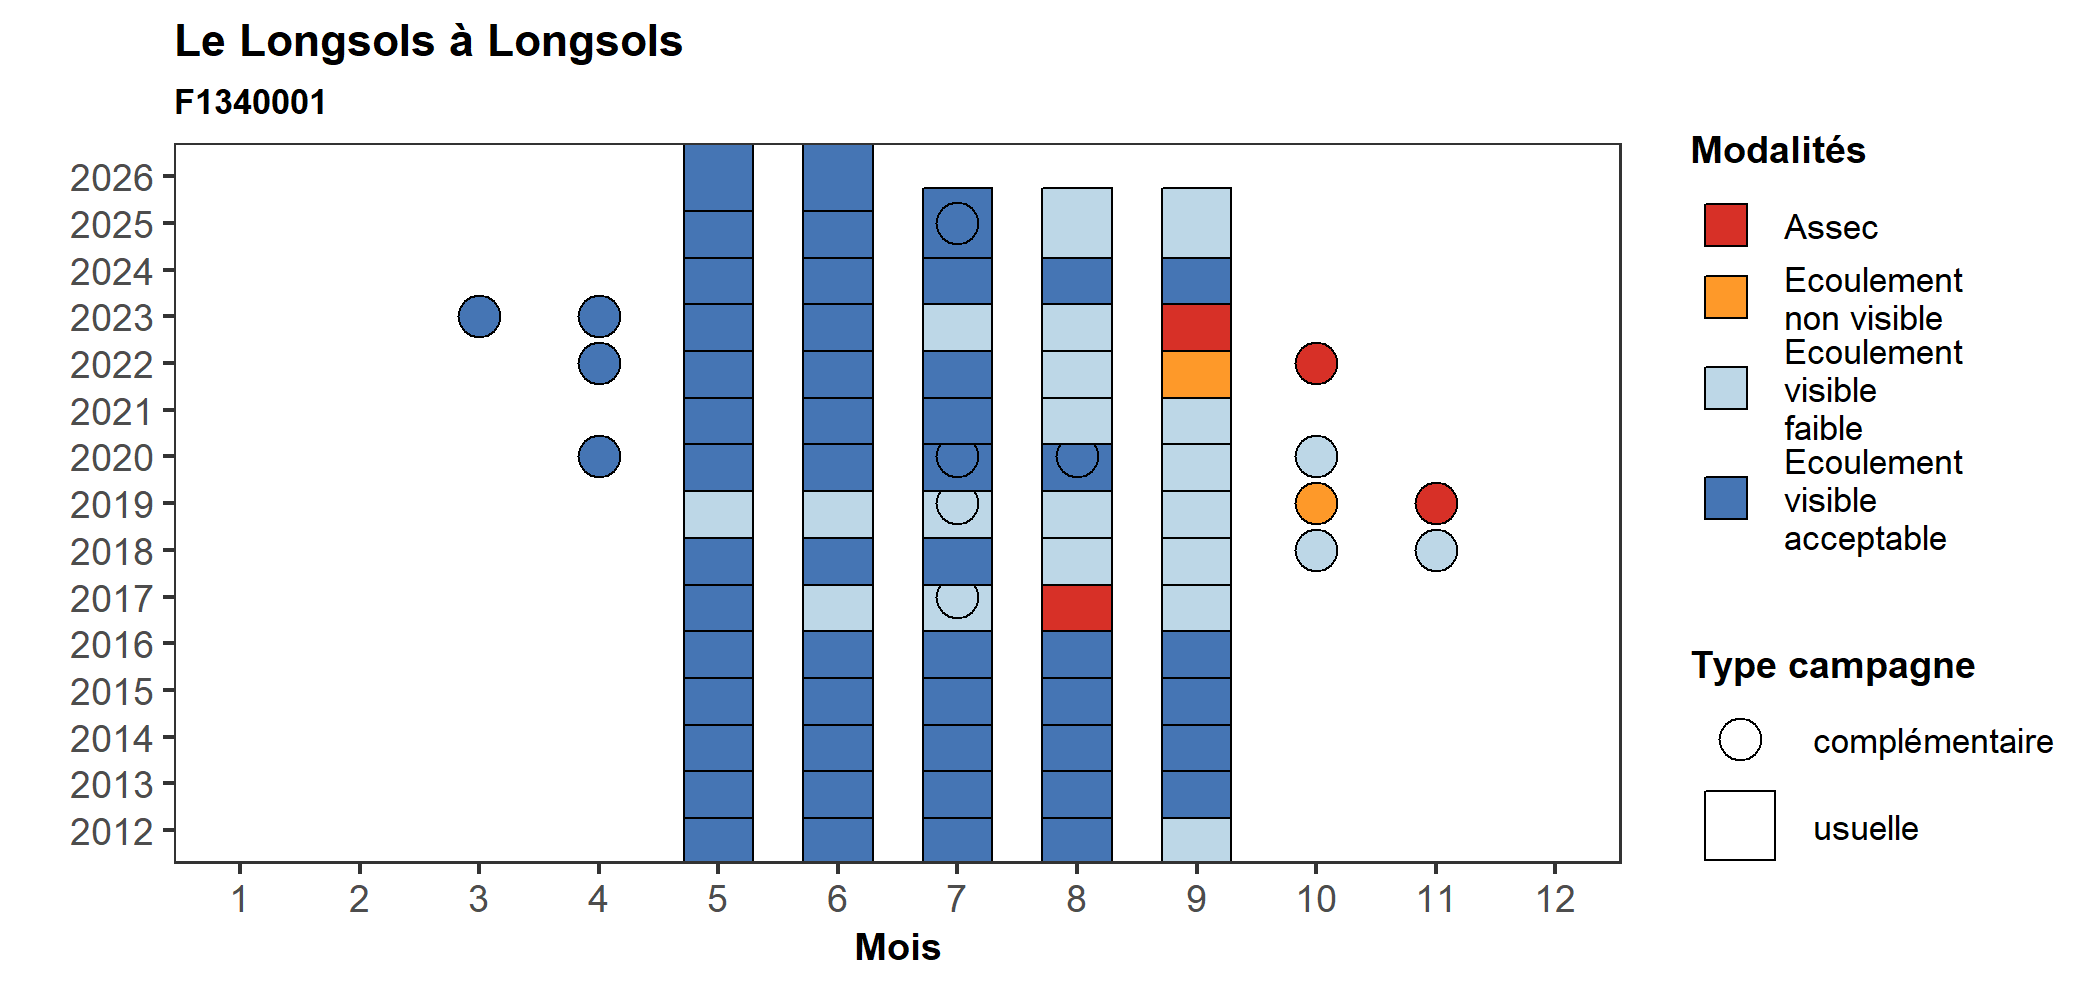 Le Longsols à Longsols
F1340001
2026
2025
2024
2023
2022
2021
2020
2019
2018
2017
2016
2015
2014
2013
2012
1 2 3 4 5 6 7 8 9 10 11 12
Mois
Modalités
Assec
Ecoulement
non visible
Ecoulement
visible
faible
Ecoulement
visible
acceptable
Type campagne
complémentaire
usuelle